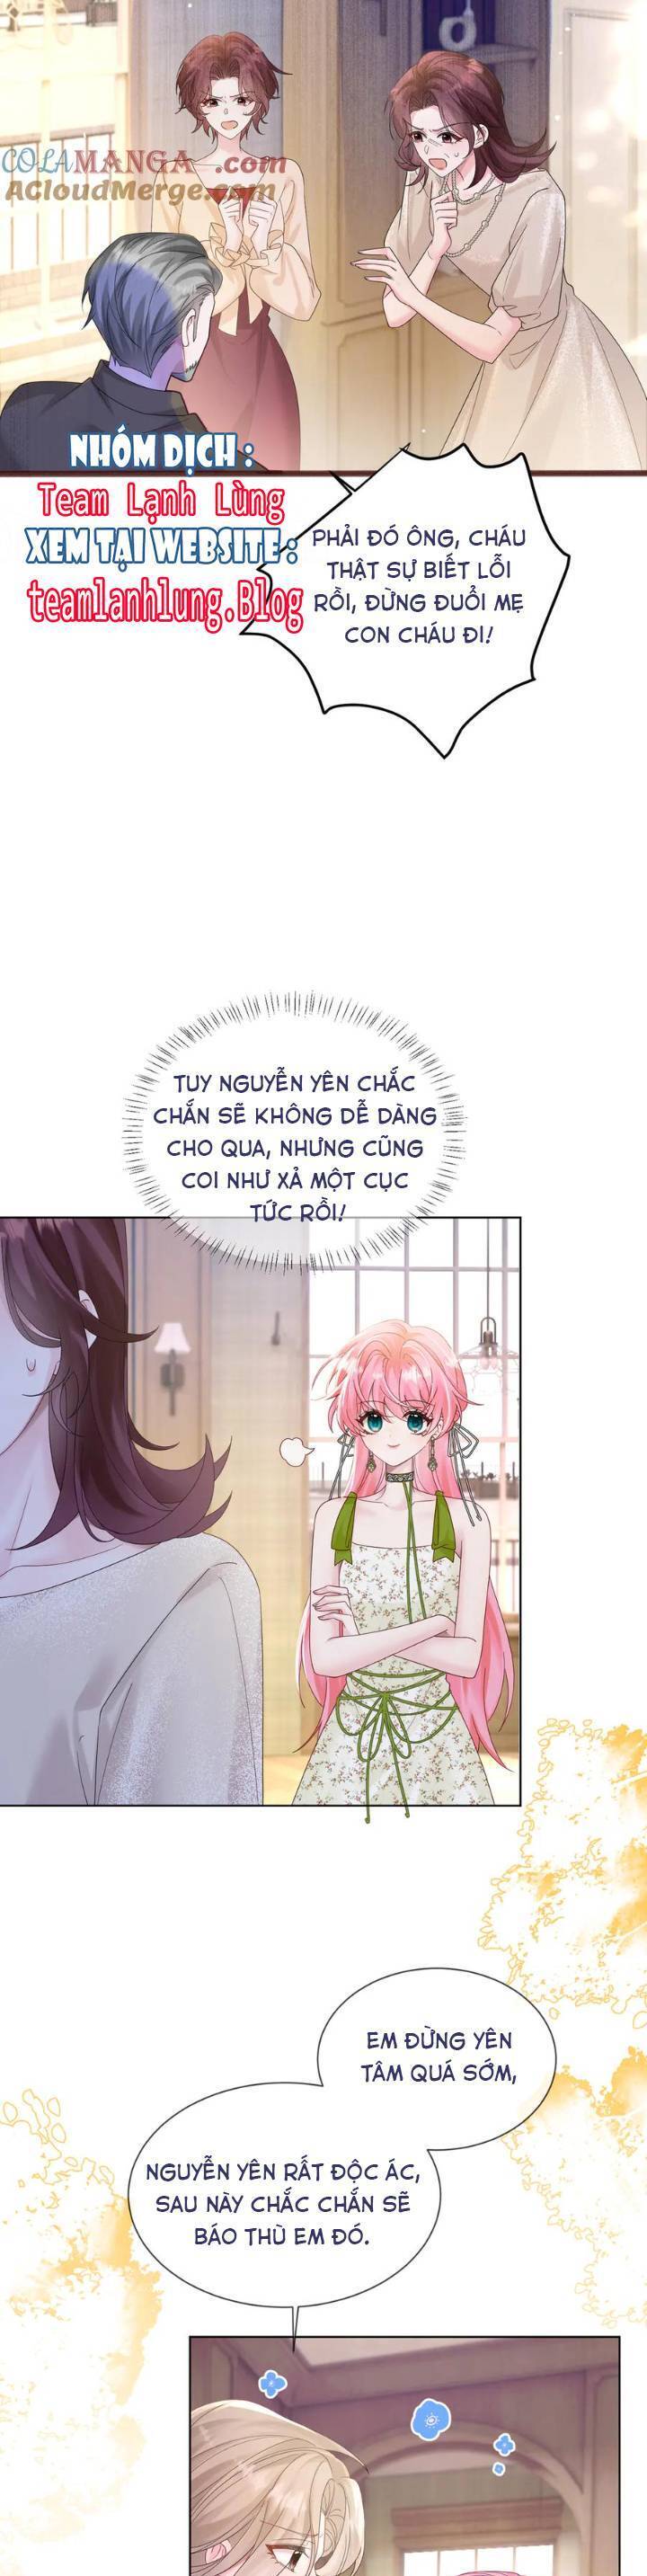 COLAMANGA.com
AcloudMerge.com
NHÓM DỊCH :
Team Lạnh Lùng
XEM TẠI WEBSITE :
teamlanhlung.Blog
PHẢI ĐÓ ÔNG, CHÁU
THẬT SỰ BIẾT LỖI
RỒI, ĐỪNG ĐUỔI MẸ
CON CHÁU ĐI!
TUY NGUYỄN YÊN CHẮC
CHẮN SẼ KHÔNG DỄ DÀNG
CHO QUA, NHƯNG CŨNG
COI NHƯ XẢ MỘT CỤC
TỨC RỒI!
EM ĐỪNG YÊN
TÂM QUÁ SỚM,
NGUYỄN YÊN RẤT ĐỘC ÁC,
SAU NÀY CHẮC CHẮN SẼ
BÁO THÙ EM ĐÓ.